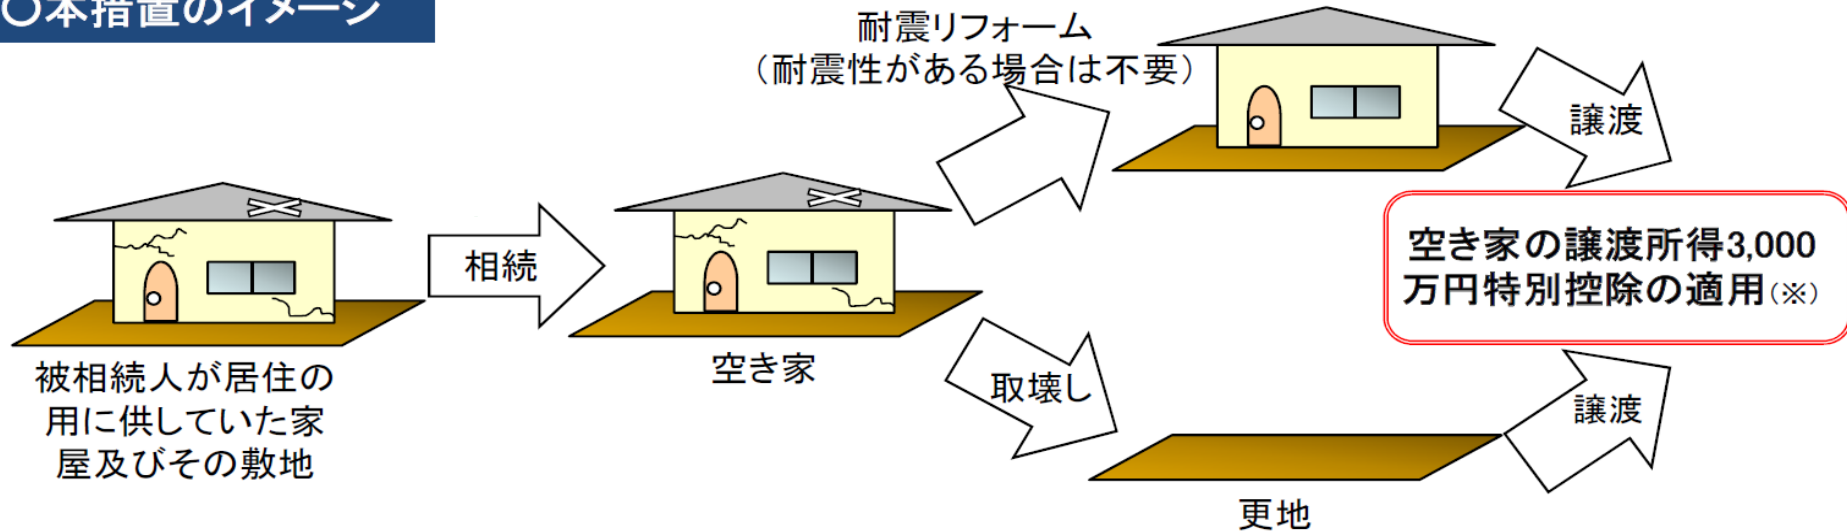 〇本措置のイメージ
耐震リフォーム
（耐震性がある場合は不要）
譲渡
相続
空き家の譲渡所得3,000
万円特別控除の適用(※)
被相続人が居住の
用に供していた家
屋及びその敷地
空き家
取壊し
譲渡
更地